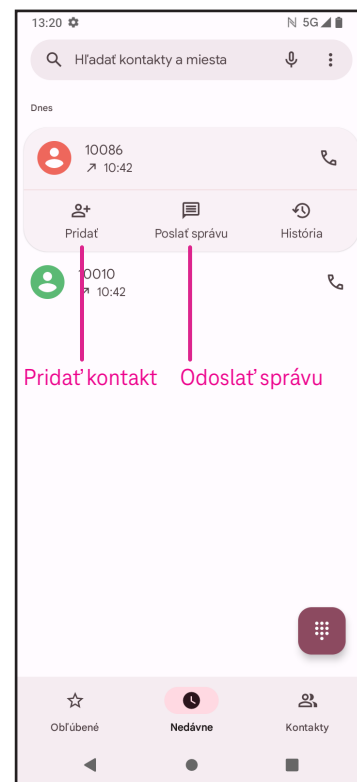 13:20 5G
Hľadať kontakty a miesta
Dnes
10086
↗ 10:42
Pridať Poslať správu História
10010
↗ 10:42
Pridať kontakt Odoslať správu
Obľúbené Nedávne Kontakty